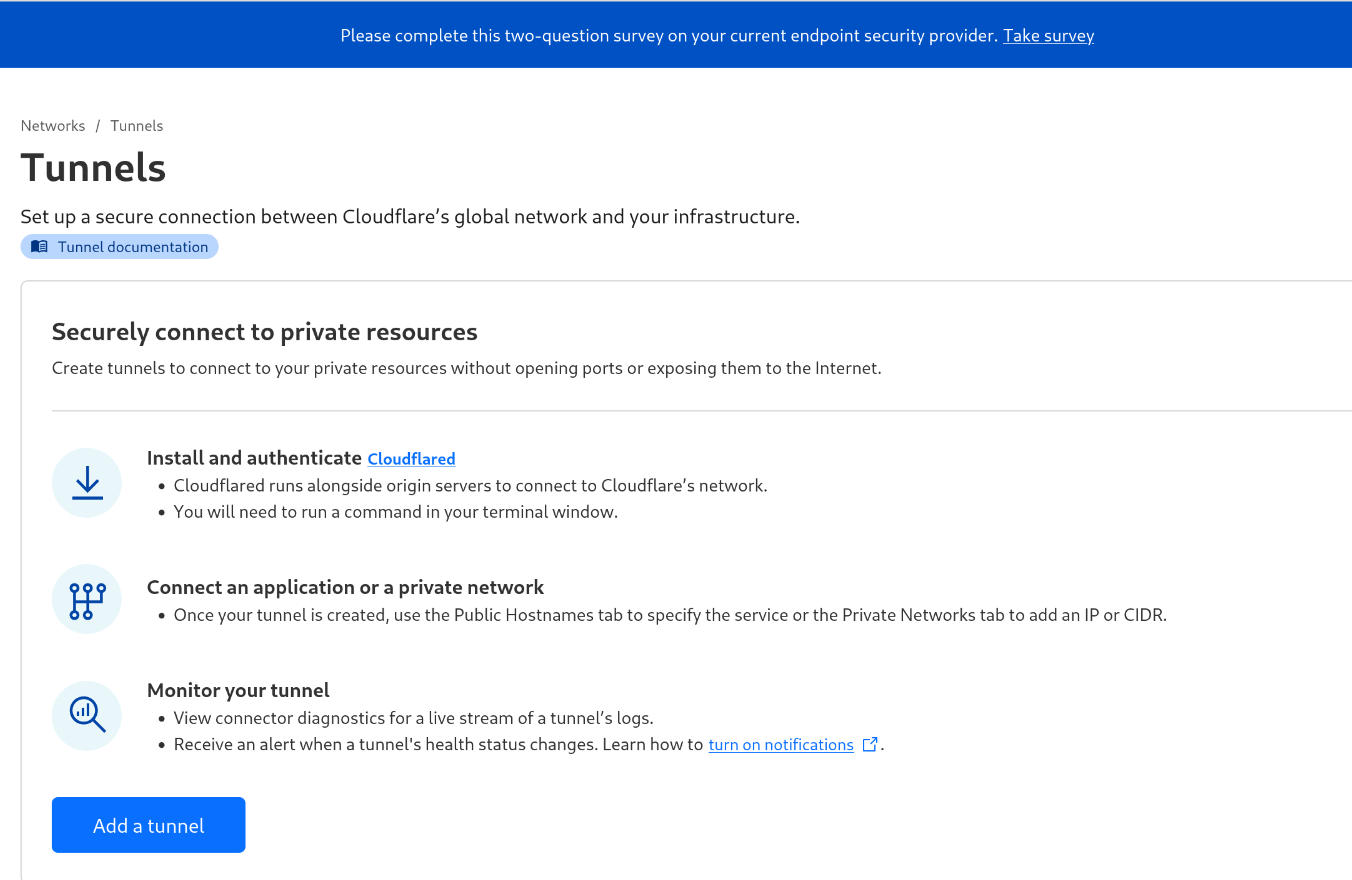 Please complete this two-question survey on your current endpoint security provider. Take survey
Networks / Tunnels
Tunnels
Set up a secure connection between Cloudflare’s global network and your infrastructure.
Tunnel documentation
Securely connect to private resources
Create tunnels to connect to your private resources without opening ports or exposing them to the Internet.
Install and authenticate Cloudflared
• Cloudflared runs alongside origin servers to connect to Cloudflare’s network.
• You will need to run a command in your terminal window.
Connect an application or a private network
• Once your tunnel is created, use the Public Hostnames tab to specify the service or the Private Networks tab to add an IP or CIDR.
Monitor your tunnel
• View connector diagnostics for a live stream of a tunnel’s logs.
• Receive an alert when a tunnel's health status changes. Learn how to turn on notifications.
Add a tunnel